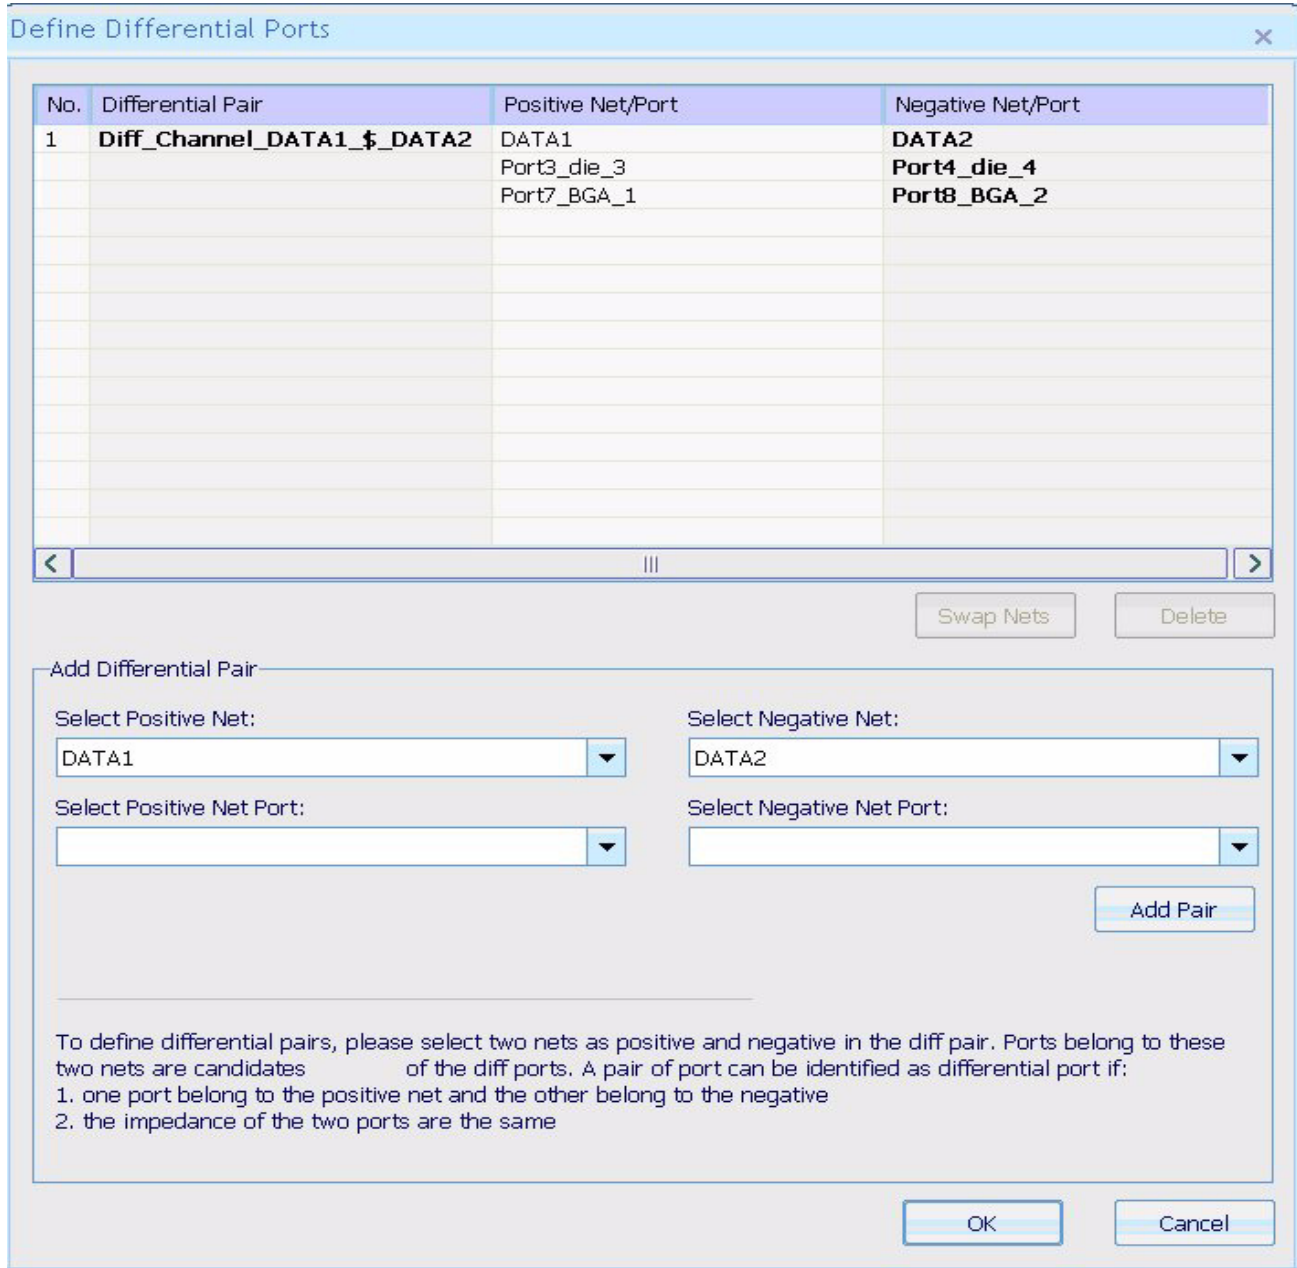 Define Differential Ports
No. Differential Pair Positive Net/Port Negative Net/Port
1 Diff_Channel_DATA1_$_DATA2 DATA1 DATA2
Port3_die_3 Port4_die_4
Port7_BGA_1 Port8_BGA_2
Swap Nets Delete
Add Differential Pair
Select Positive Net: Select Negative Net:
DATA1 DATA2
Select Positive Net Port: Select Negative Net Port:
Add Pair
To define differential pairs, please select two nets as positive and negative in the diff pair. Ports belong to these
two nets are candidates of the diff ports. A pair of port can be identified as differential port if:
1. one port belong to the positive net and the other belong to the negative
2. the impedance of the two ports are the same
OK Cancel